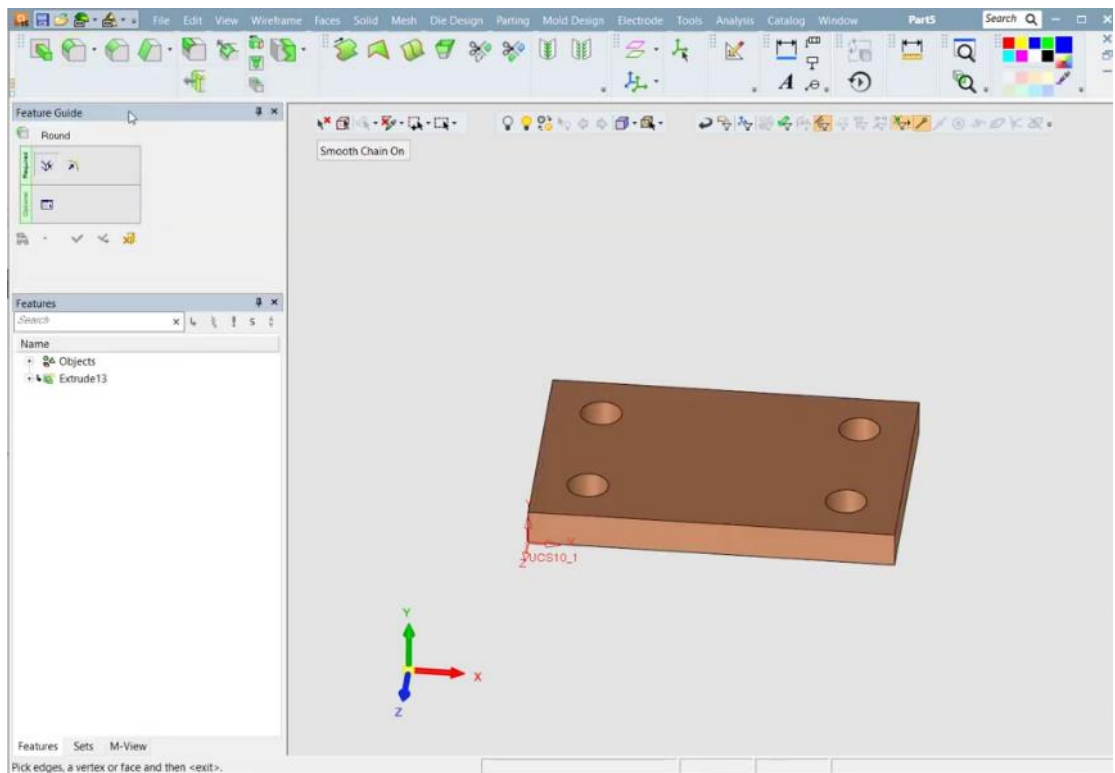 File Edit View Wireframe Faces Solid Mesh Die Design Parting Mold Design Electrode Tools Analysis Catalog Window Part5 Search
A
Feature Guide
Round
Required
Optional
Smooth Chain On
Features
Search
S
Name
Objects
Extrude13
Y
X
Z
UCS10_1
Y
X
Z
Features Sets M-View
Pick edges, a vertex or face and then <exit>.